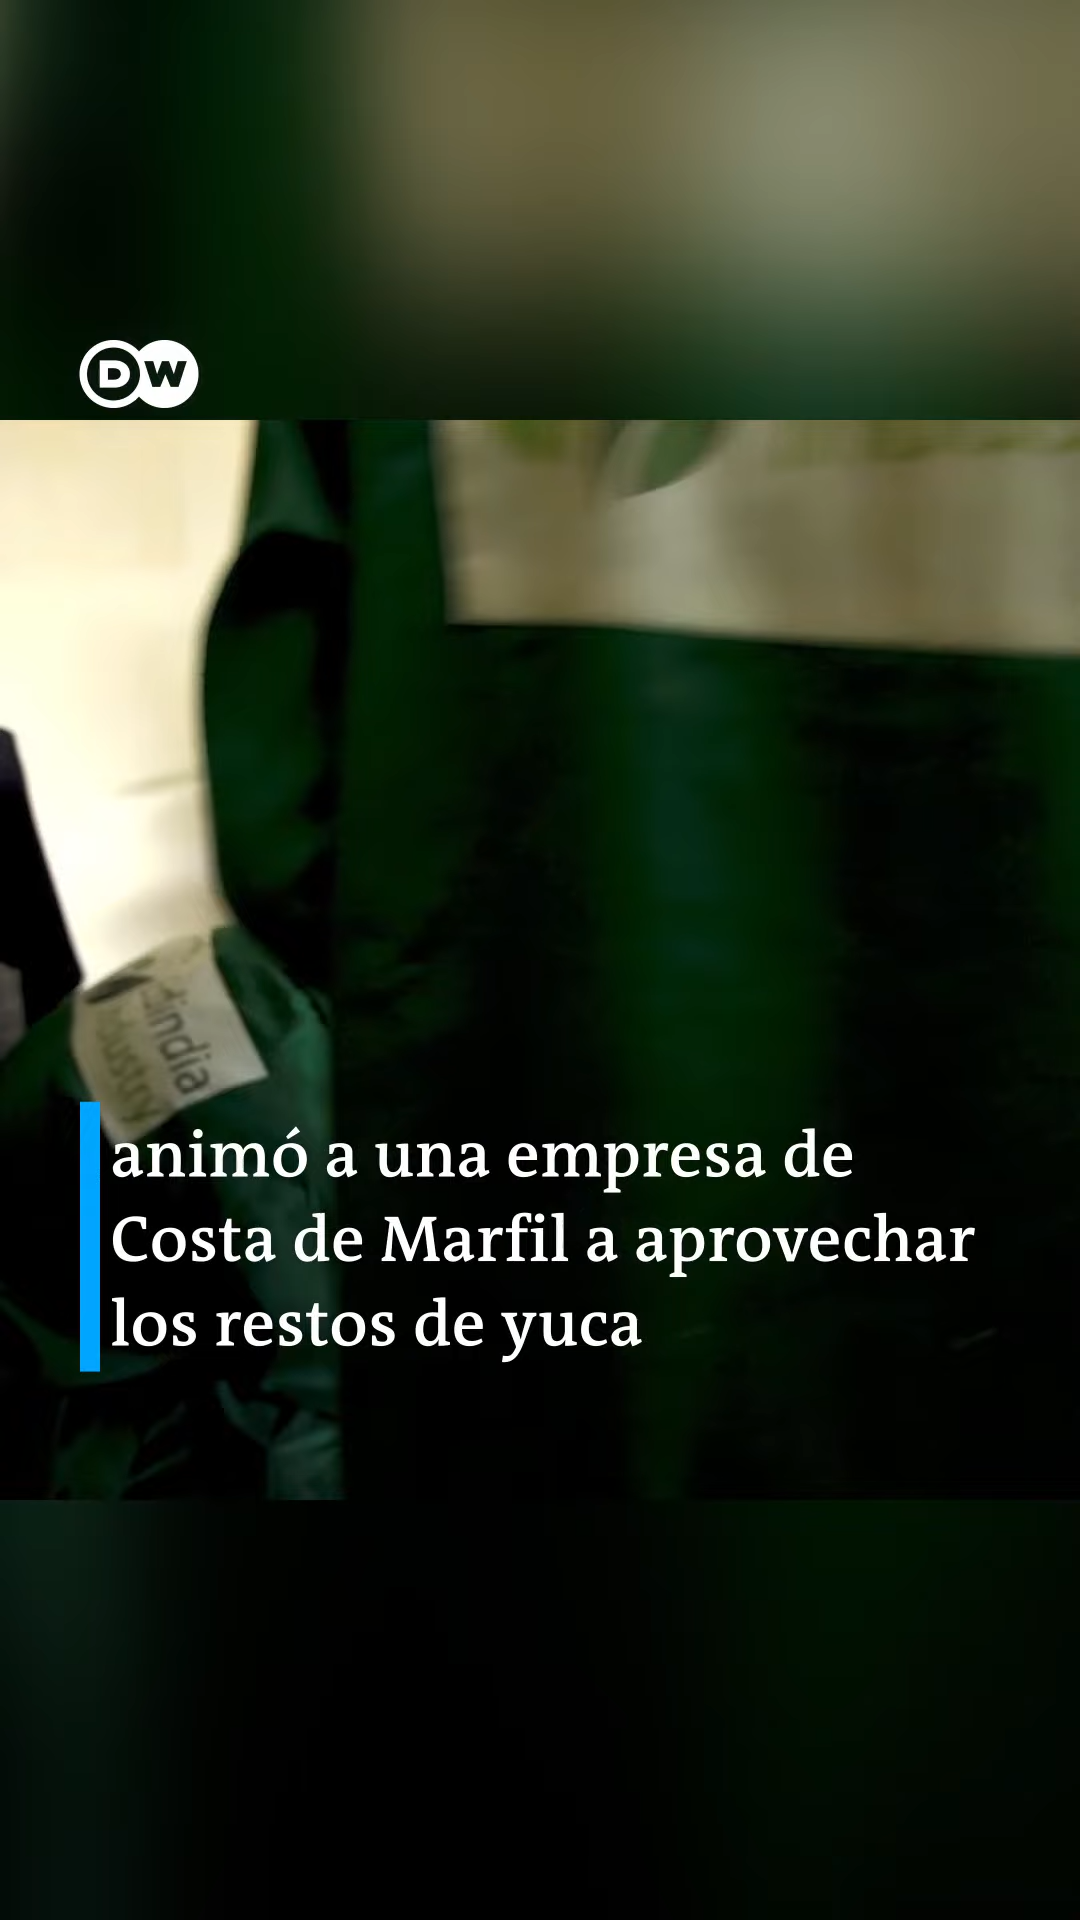 DW
animó a una empresa de
Costa de Marfil a aprovechar
los restos de yuca